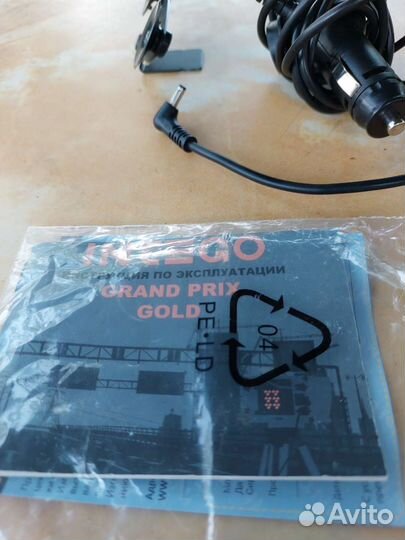 INTEGO
ИНСТРУКЦИЯ ПО ЭКСПЛУАТАЦИИ
GRAND PRIX
GOLD
04
PE-LD
Avito